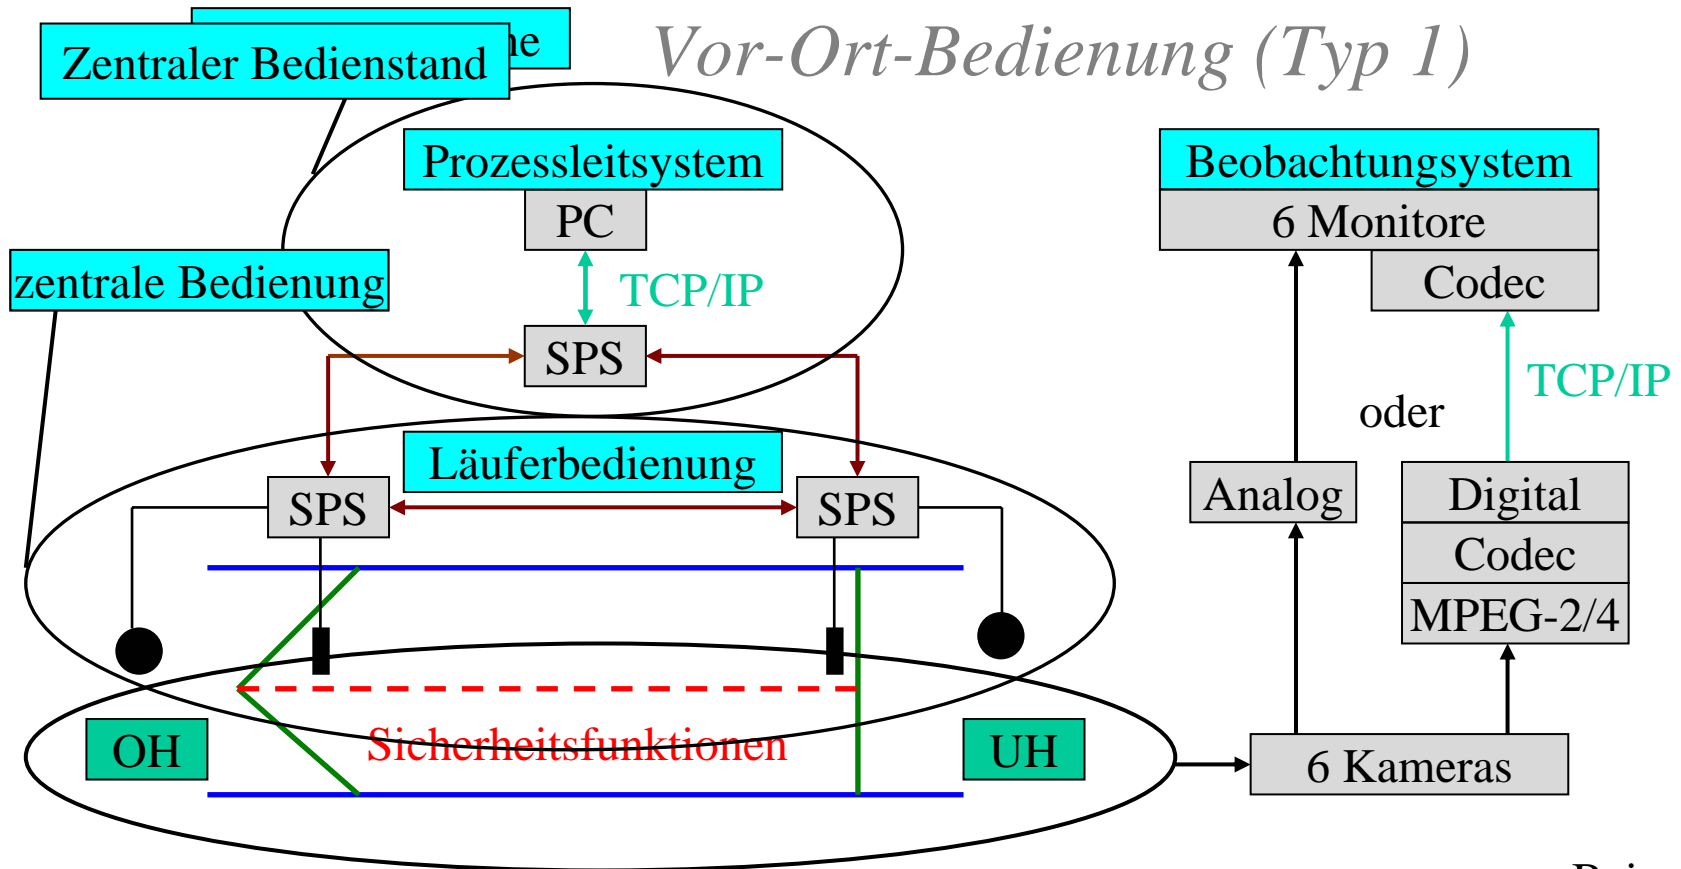 Vor-Ort-Bedienung (Typ 1)
Zentraler Bedienstand
Prozessleitsystem
PC
TCP/IP
SPS
zentrale Bedienung
Läuferbedienung
SPS
SPS
Sicherheitsfunktionen
OH
UH
Beobachtungsystem
6 Monitore
Codec
TCP/IP
oder
Analog
Digital
Codec
MPEG-2/4
6 Kameras